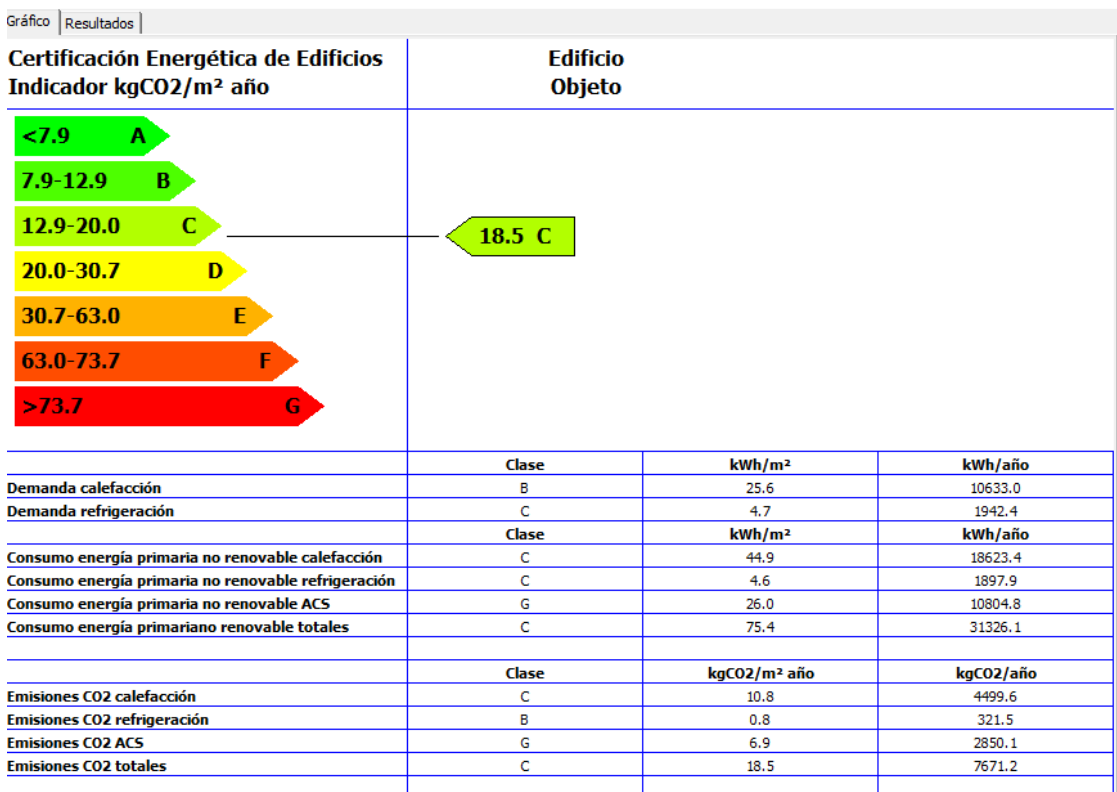 Gráfico Resultados
Certificación Energética de Edificios
Indicador kgCO2/m² año
Edificio
Objeto
<7.9 A
7.9-12.9 B
12.9-20.0 C
18.5 C
20.0-30.7 D
30.7-63.0 E
63.0-73.7 F
>73.7 G
Clase kWh/m² kWh/año
Demanda calefacción B 25.6 10633.0
Demanda refrigeración C 4.7 1942.4
Clase kWh/m² kWh/año
Consumo energía primaria no renovable calefacción C 44.9 18623.4
Consumo energía primaria no renovable refrigeración C 4.6 1897.9
Consumo energía primaria no renovable ACS G 26.0 10804.8
Consumo energía primariano renovable totales C 75.4 31326.1
Clase kgCO2/m² año kgCO2/año
Emisiones CO2 calefacción C 10.8 4499.6
Emisiones CO2 refrigeración B 0.8 321.5
Emisiones CO2 ACS G 6.9 2850.1
Emisiones CO2 totales C 18.5 7671.2